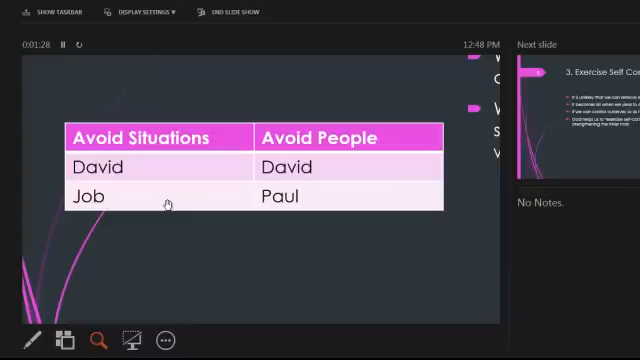 SHOW TASKBAR
DISPLAY SETTINGS ▼
END SLIDE SHOW
0:01:28
12:48 PM
Next slide
Avoid Situations
Avoid People
David
David
Job
Paul
3. Exercise Self Con
No Notes.